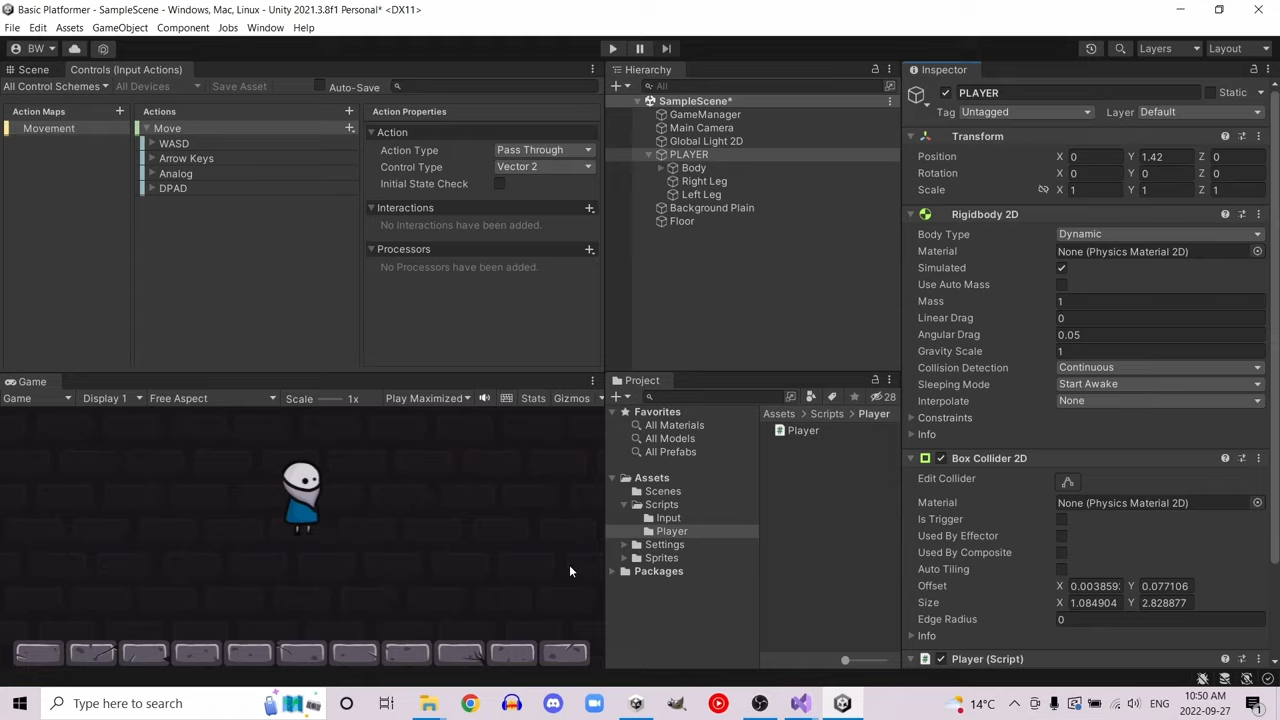 Basic Platformer - SampleScene - Windows, Mac, Linux - Unity 2021.3.8f1 Personal* <DX11>
File Edit Assets GameObject Component Jobs Window Help
BW Layers Layout
Scene Controls (Input Actions)
All Control Schemes All Devices Save Asset Auto-Save
Action Maps
Movement
Actions
Move
WASD
Arrow Keys
Analog
DPAD
Action Properties
Action
Action Type Pass Through
Control Type Vector 2
Initial State Check
Interactions
No Interactions have been added.
Processors
No Processors have been added.
Game
Game Display 1 Free Aspect Scale 1x Play Maximized Stats Gizmos
Hierarchy
All
SampleScene*
GameManager
Main Camera
Global Light 2D
PLAYER
Body
Right Leg
Left Leg
Background Plain
Floor
Project
28
Favorites
All Materials
All Models
All Prefabs
Assets
Scenes
Scripts
Input
Player
Settings
Sprites
Packages
Assets Scripts Player
Player
Inspector
PLAYER Static
Tag Untagged Layer Default
Transform
Position X 0 Y 1.42 Z 0
Rotation X 0 Y 0 Z 0
Scale X 1 Y 1 Z 1
Rigidbody 2D
Body Type Dynamic
Material None (Physics Material 2D)
Simulated
Use Auto Mass
Mass 1
Linear Drag 0
Angular Drag 0.05
Gravity Scale 1
Collision Detection Continuous
Sleeping Mode Start Awake
Interpolate None
Constraints
Info
Box Collider 2D
Edit Collider
Material None (Physics Material 2D)
Is Trigger
Used By Effector
Used By Composite
Auto Tiling
Offset X 0.003859 Y 0.077106
Size X 1.084904 Y 2.828877
Edge Radius 0
Info
Player (Script)
Type here to search
14°C
10:50 AM
2022-09-27
1